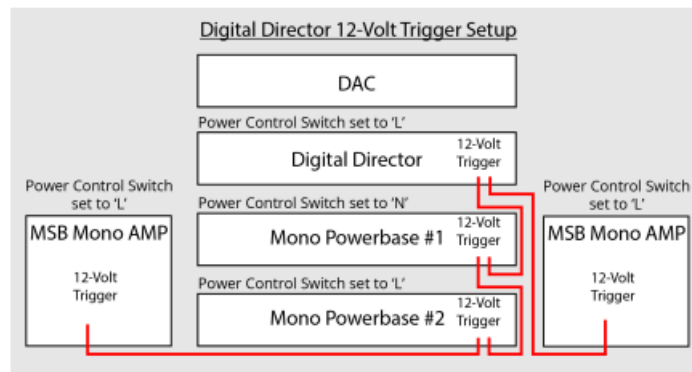 Digital Director 12-Volt Trigger Setup
DAC
Power Control Switch set to 'L'
Digital Director
12-Volt
Trigger
Power Control Switch
set to 'L'
MSB Mono AMP
12-Volt
Trigger
Power Control Switch set to 'N'
Mono Powerbase #1
12-Volt
Trigger
Power Control Switch set to 'L'
Mono Powerbase #2
12-Volt
Trigger
Power Control Switch
set to 'L'
MSB Mono AMP
12-Volt
Trigger